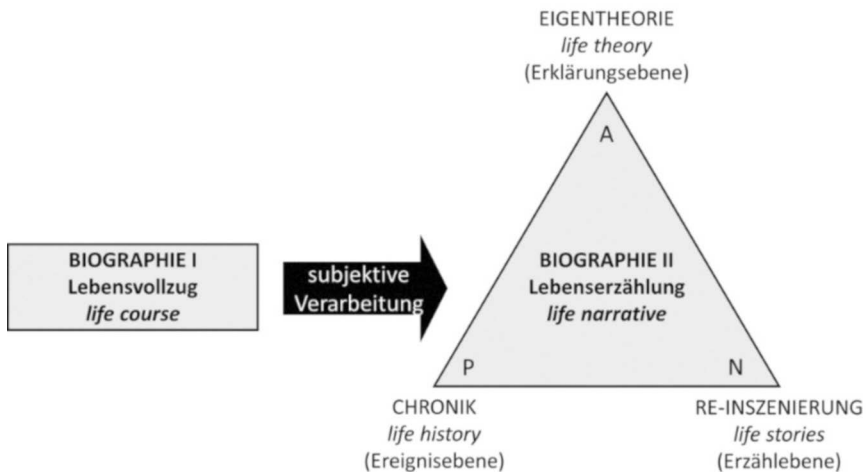 EIGENTHEORIE
life theory
(Erklärungsebene)
A
BIOGRAPHIE I
Lebensvollzug
life course
subjektive
Verarbeitung
BIOGRAPHIE II
Lebenserzählung
life narrative
P
N
CHRONIK
life history
(Ereignisebene)
RE-INSZENIERUNG
life stories
(Erzählebene)